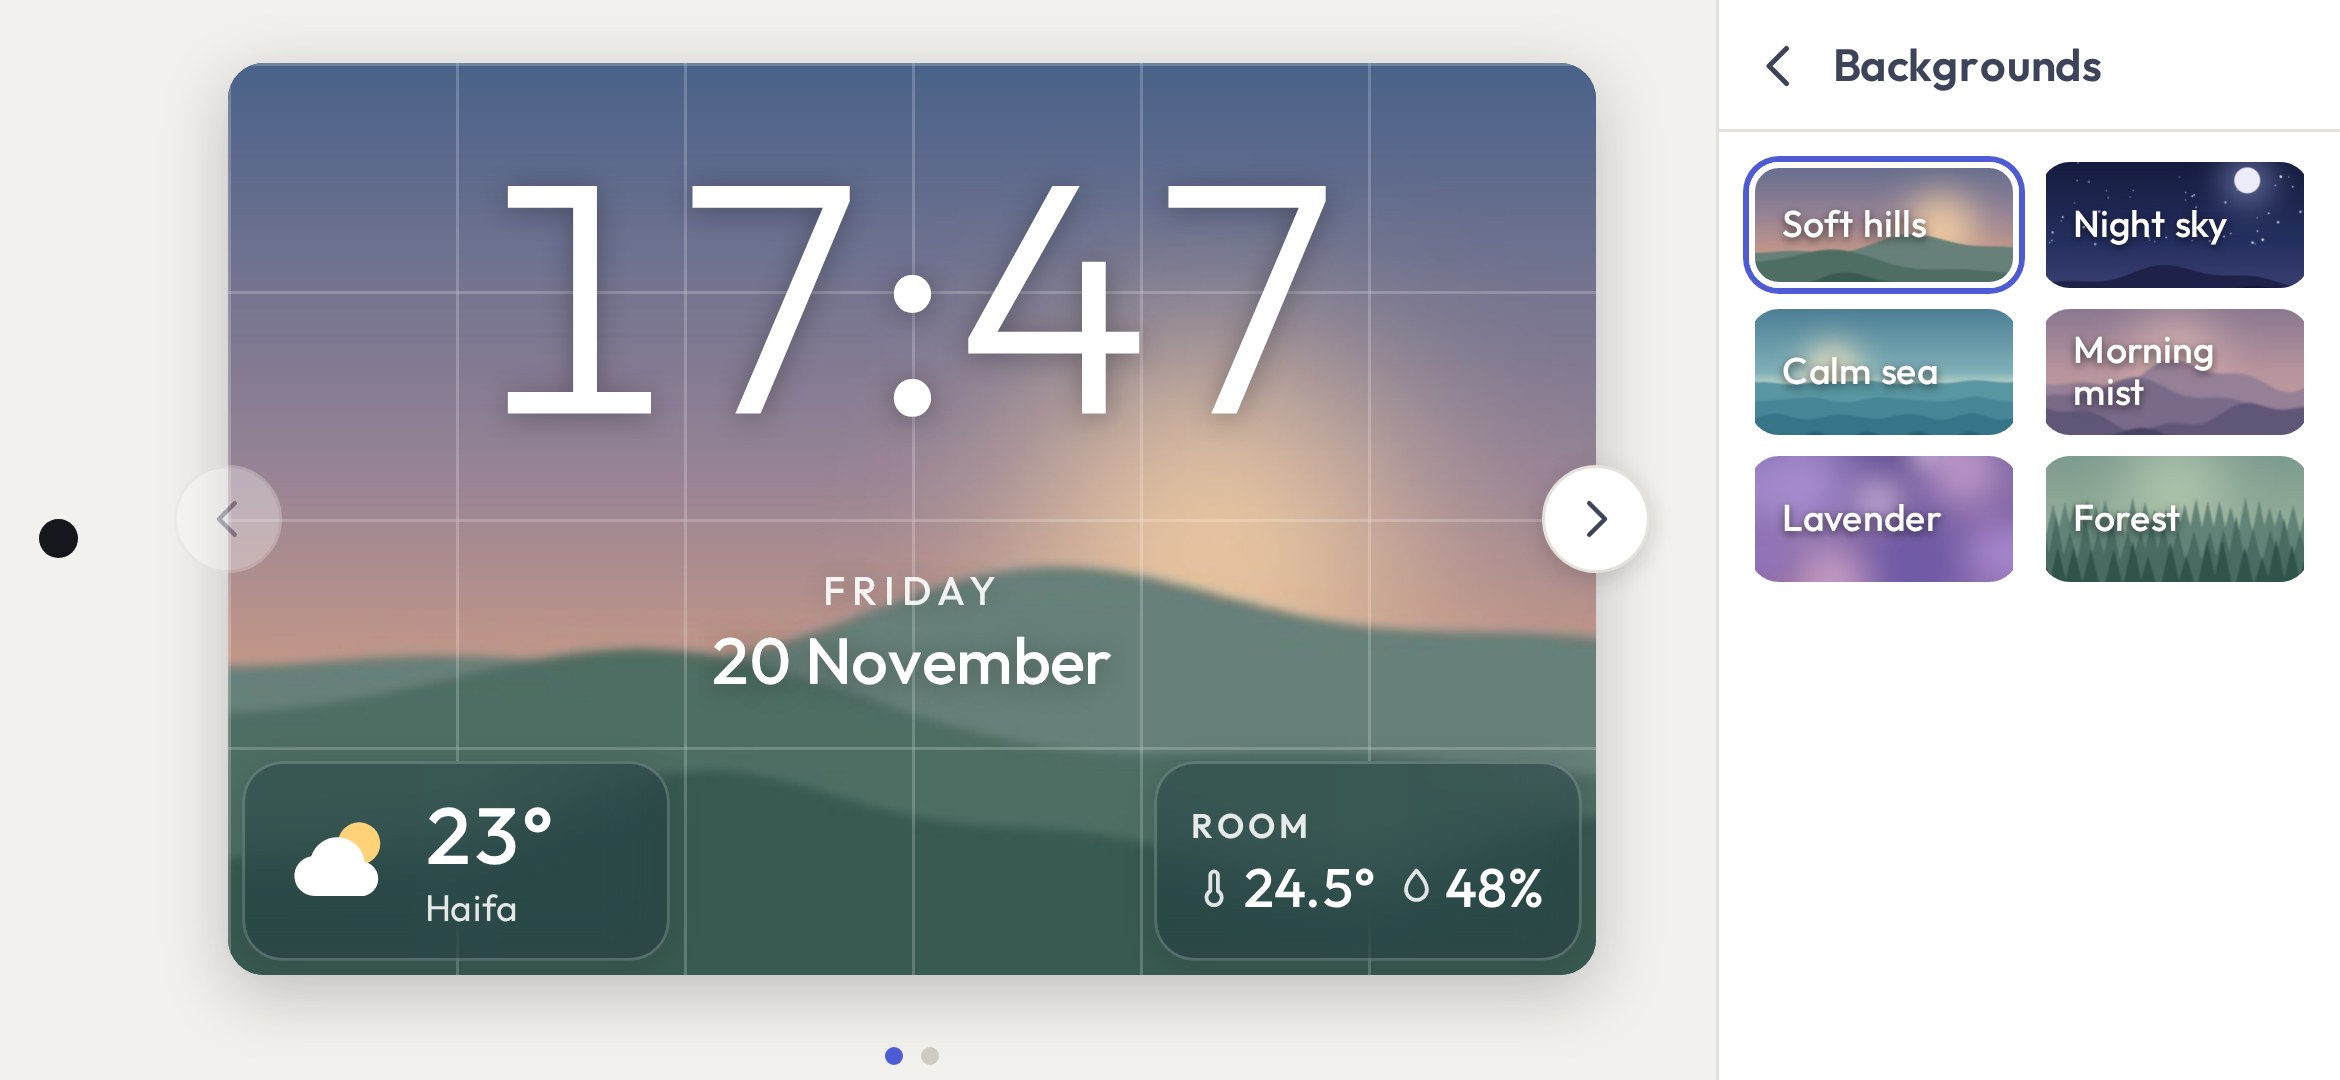 17:47
FRIDAY
20 November
23°
Haifa
ROOM
24.5° 48%
Backgrounds
Soft hills
Night sky
Calm sea
Morning
mist
Lavender
Forest